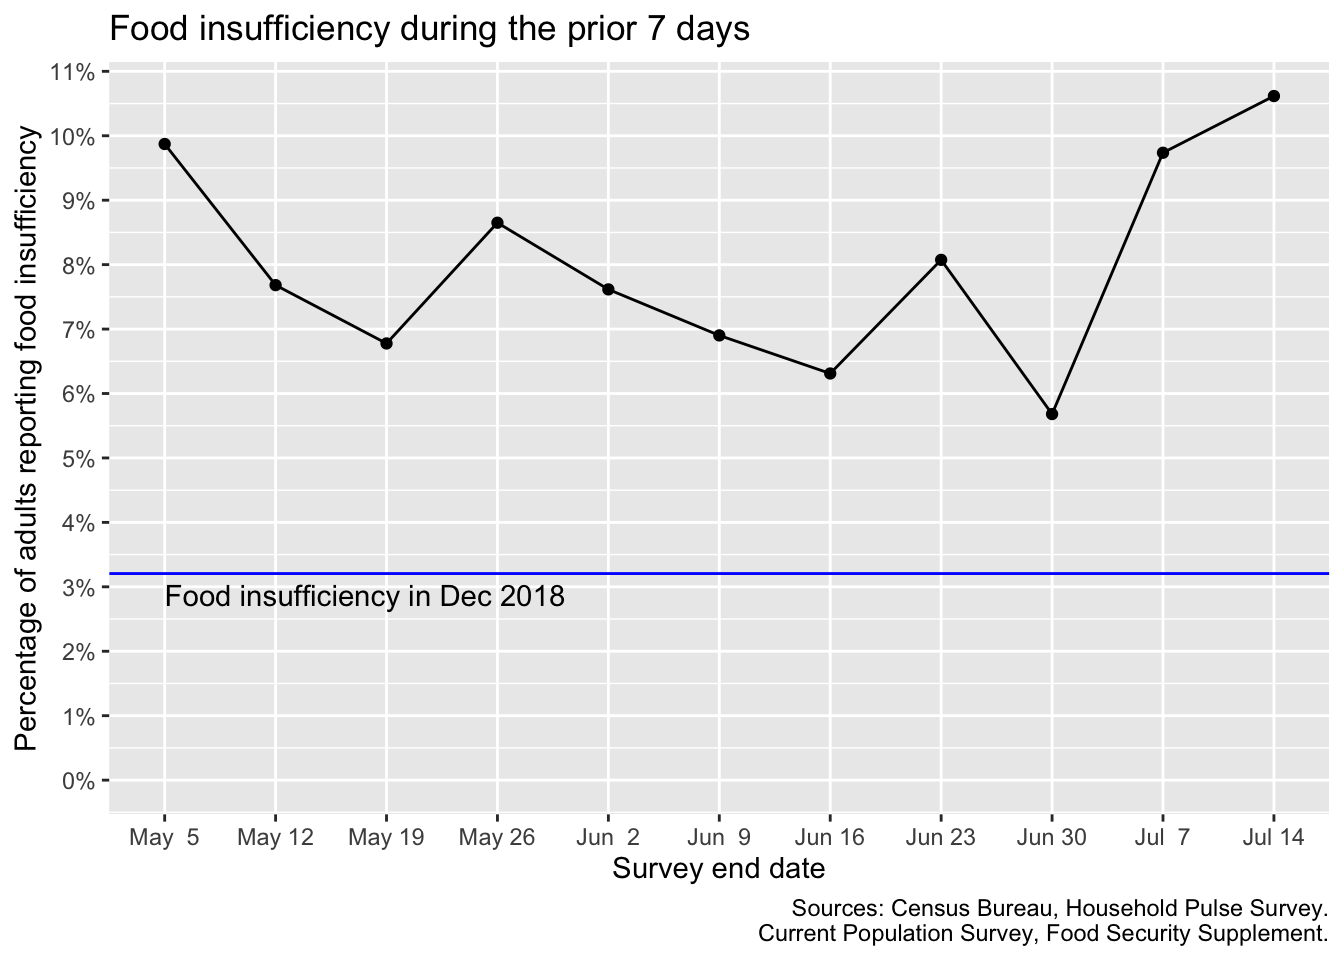 Food insufficiency during the prior 7 days
Percentage of adults reporting food insufficiency
11%
10%
9%
8%
7%
6%
5%
4%
3%
2%
1%
0%
Food insufficiency in Dec 2018
May 5 May 12 May 19 May 26 Jun 2 Jun 9 Jun 16 Jun 23 Jun 30 Jul 7 Jul 14
Survey end date
Sources: Census Bureau, Household Pulse Survey.
Current Population Survey, Food Security Supplement.